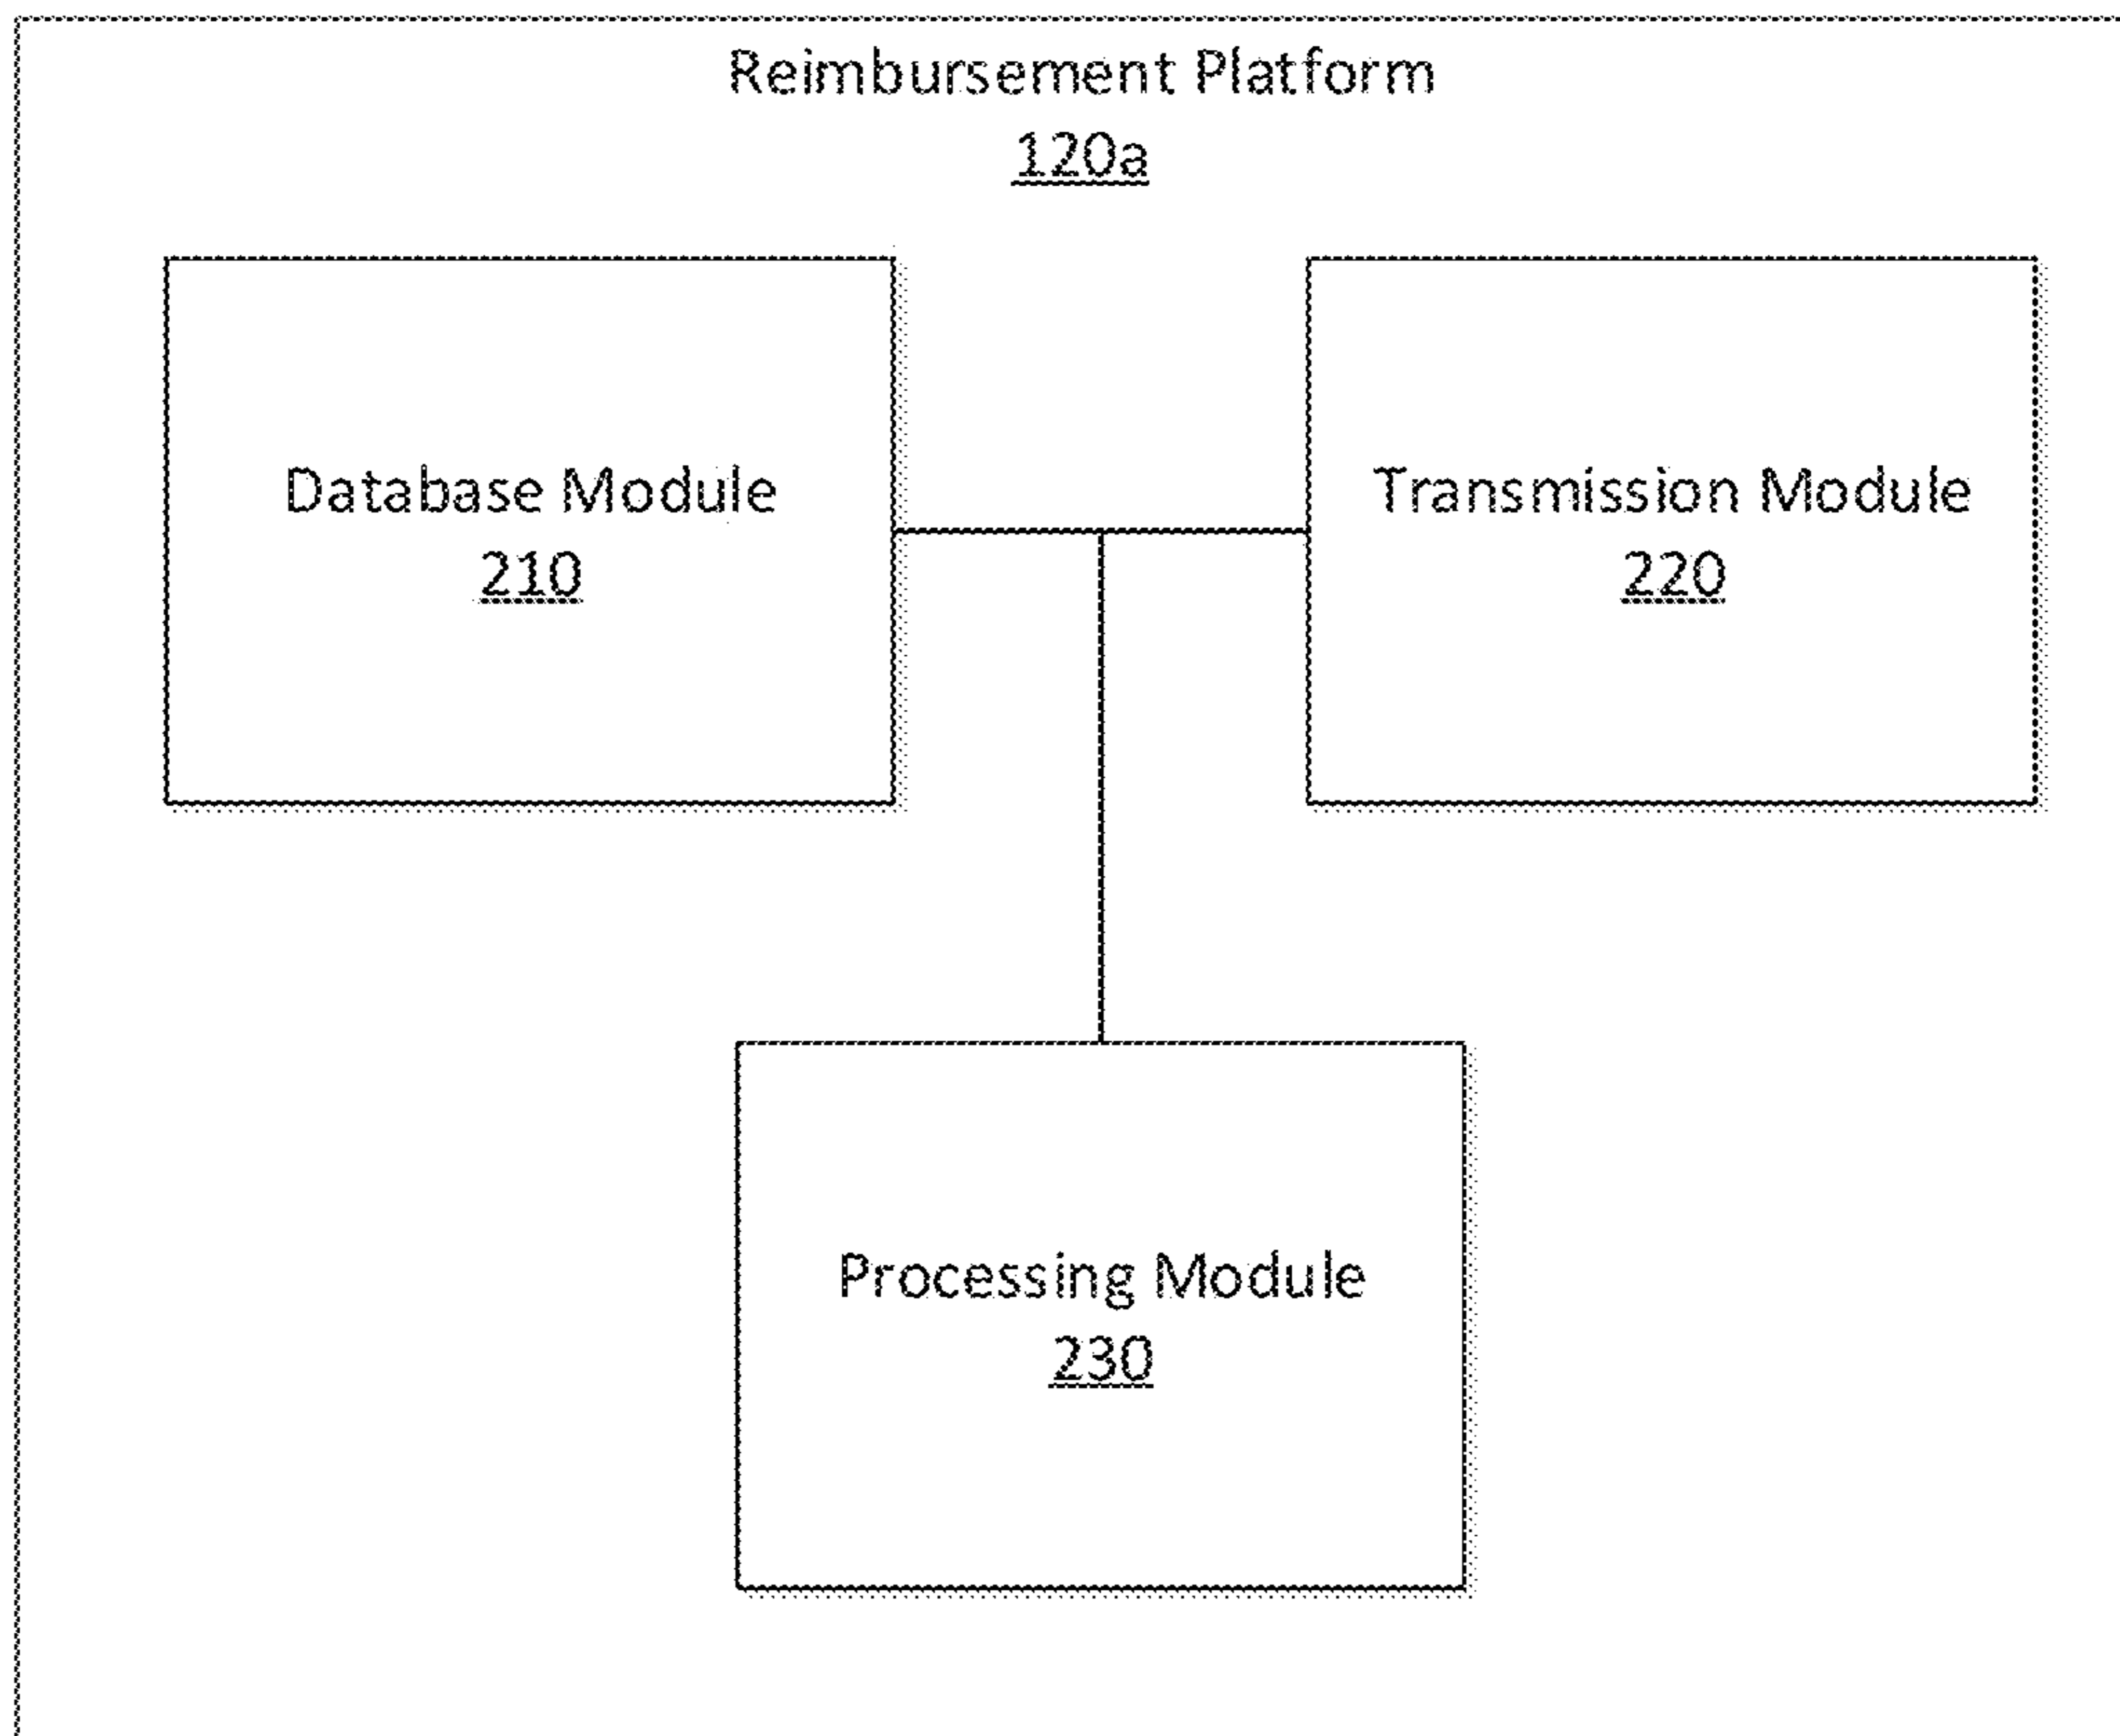 Reimbursement Platform
120a
Database Module
210
Transmission Module
220
Processing Module
230